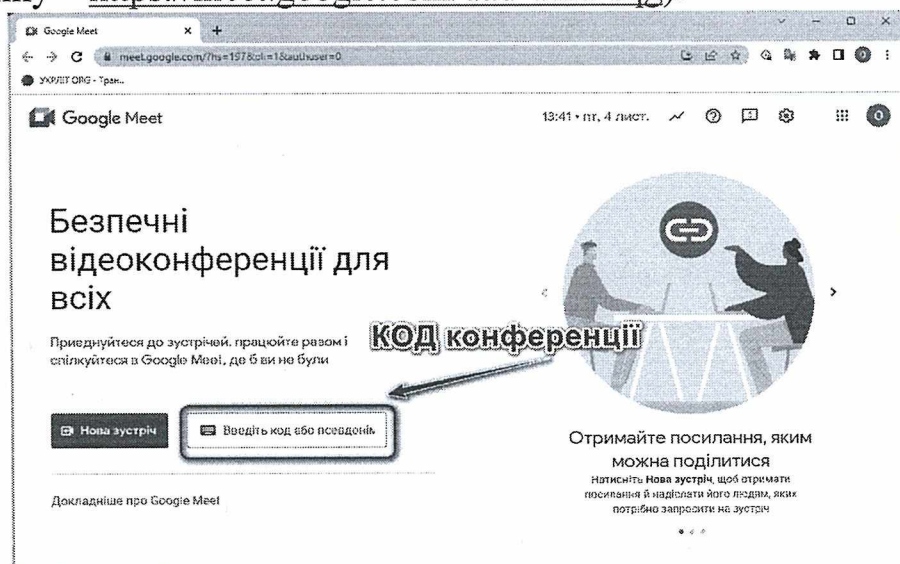 Google Meet
meet.google.com/?hs=197&pli=1&authuser=0
УКРЛІТ ORG - Тран...
Google Meet
13:41 • пт, 4 лист.
O
Безпечні
відеоконференції для
всіх
Приєднуйтеся до зустрічей, працюйте разом і
спілкуйтеся в Google Meet, де б ви не були
КОД конференції
Нова зустріч
Введіть код або псевдонім
Докладніше про Google Meet
Отримайте посилання, яким
можна поділитися
Натисніть Нова зустріч, щоб отримати
посилання й надіслати його людям, яких
потрібно запросити на зустріч